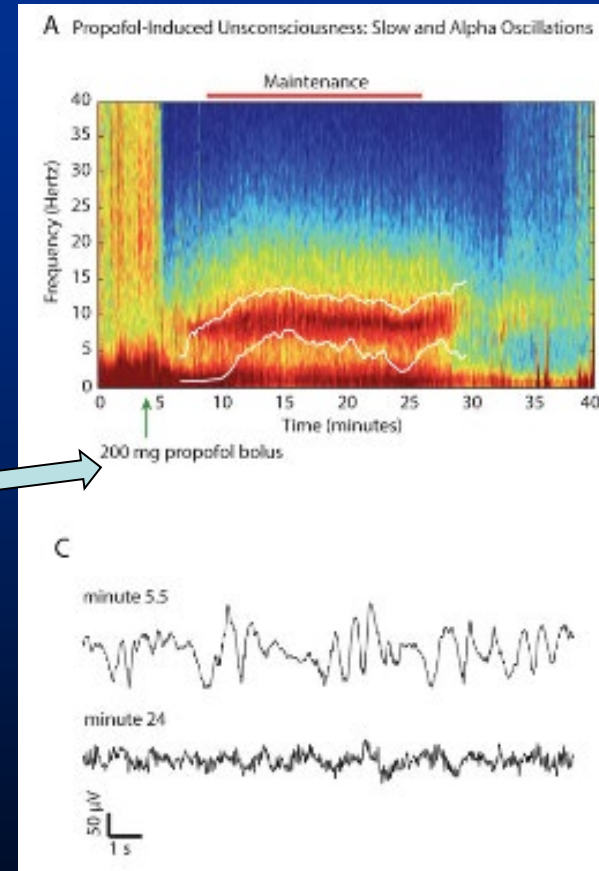 A Propofol-Induced Unsconsciousness: Slow and Alpha Oscillations
Maintenance
40
35
30
25
20
15
10
5
0
Frequency (Hertz)
0 5 10 15 20 25 30 35 40
Time (minutes)
200 mg propofol bolus
C
minute 5.5
minute 24
50 µV
1 s